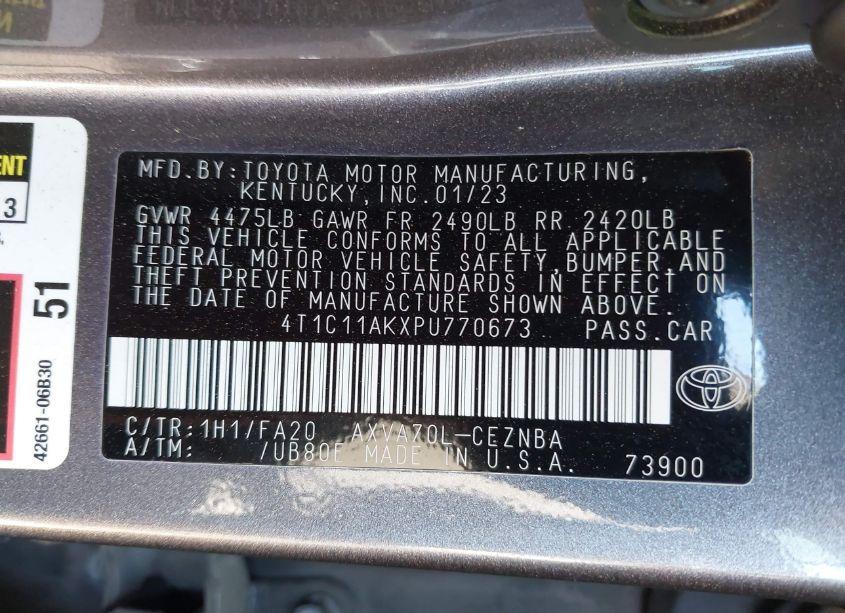 ENT
13
51
42661-06B30
MFD.BY:TOYOTA MOTOR MANUFACTURING,
KENTUCKY,INC.01/23
GVWR 4475LB GAWR FR 2490LB RR 2420LB
THIS VEHICLE CONFORMS TO ALL APPLICABLE
FEDERAL MOTOR VEHICLE SAFETY,BUMPER,AND
THEFT PREVENTION STANDARDS IN EFFECT ON
THE DATE OF MANUFACTURE SHOWN ABOVE.
4T1C11AKXPU770673 PASS.CAR
C/TR:1H1/FA20 AXVA70L-CEZNBA
A/TM: /UB80E MADE IN U.S.A. 73900